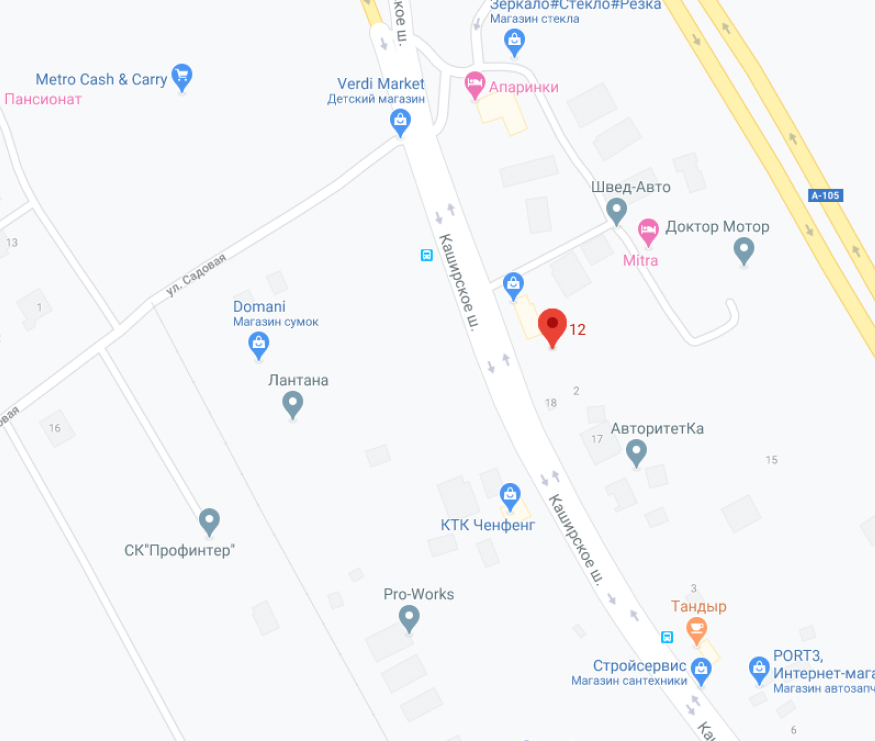 Зеркало#Стекло#Резка
Магазин стекла
ское ш.
Metro Cash & Carry
Пансионат
Verdi Market
Детский магазин
Апаринки
Швед-Авто
А-105
Доктор Мотор
Mitra
13
Каширское ш.
ул. Садовая
1
Domani
Магазин сумок
12
Лантана
2
18
овая
16
АвторитетКа
17
15
КТК Ченфенг
СК"Профинтер"
Каширское ш.
3
Pro-Works
Тандыр
PORT3,
Интернет-мага
Магазин автозапч
Стройсервис
Магазин сантехники
6
Ка